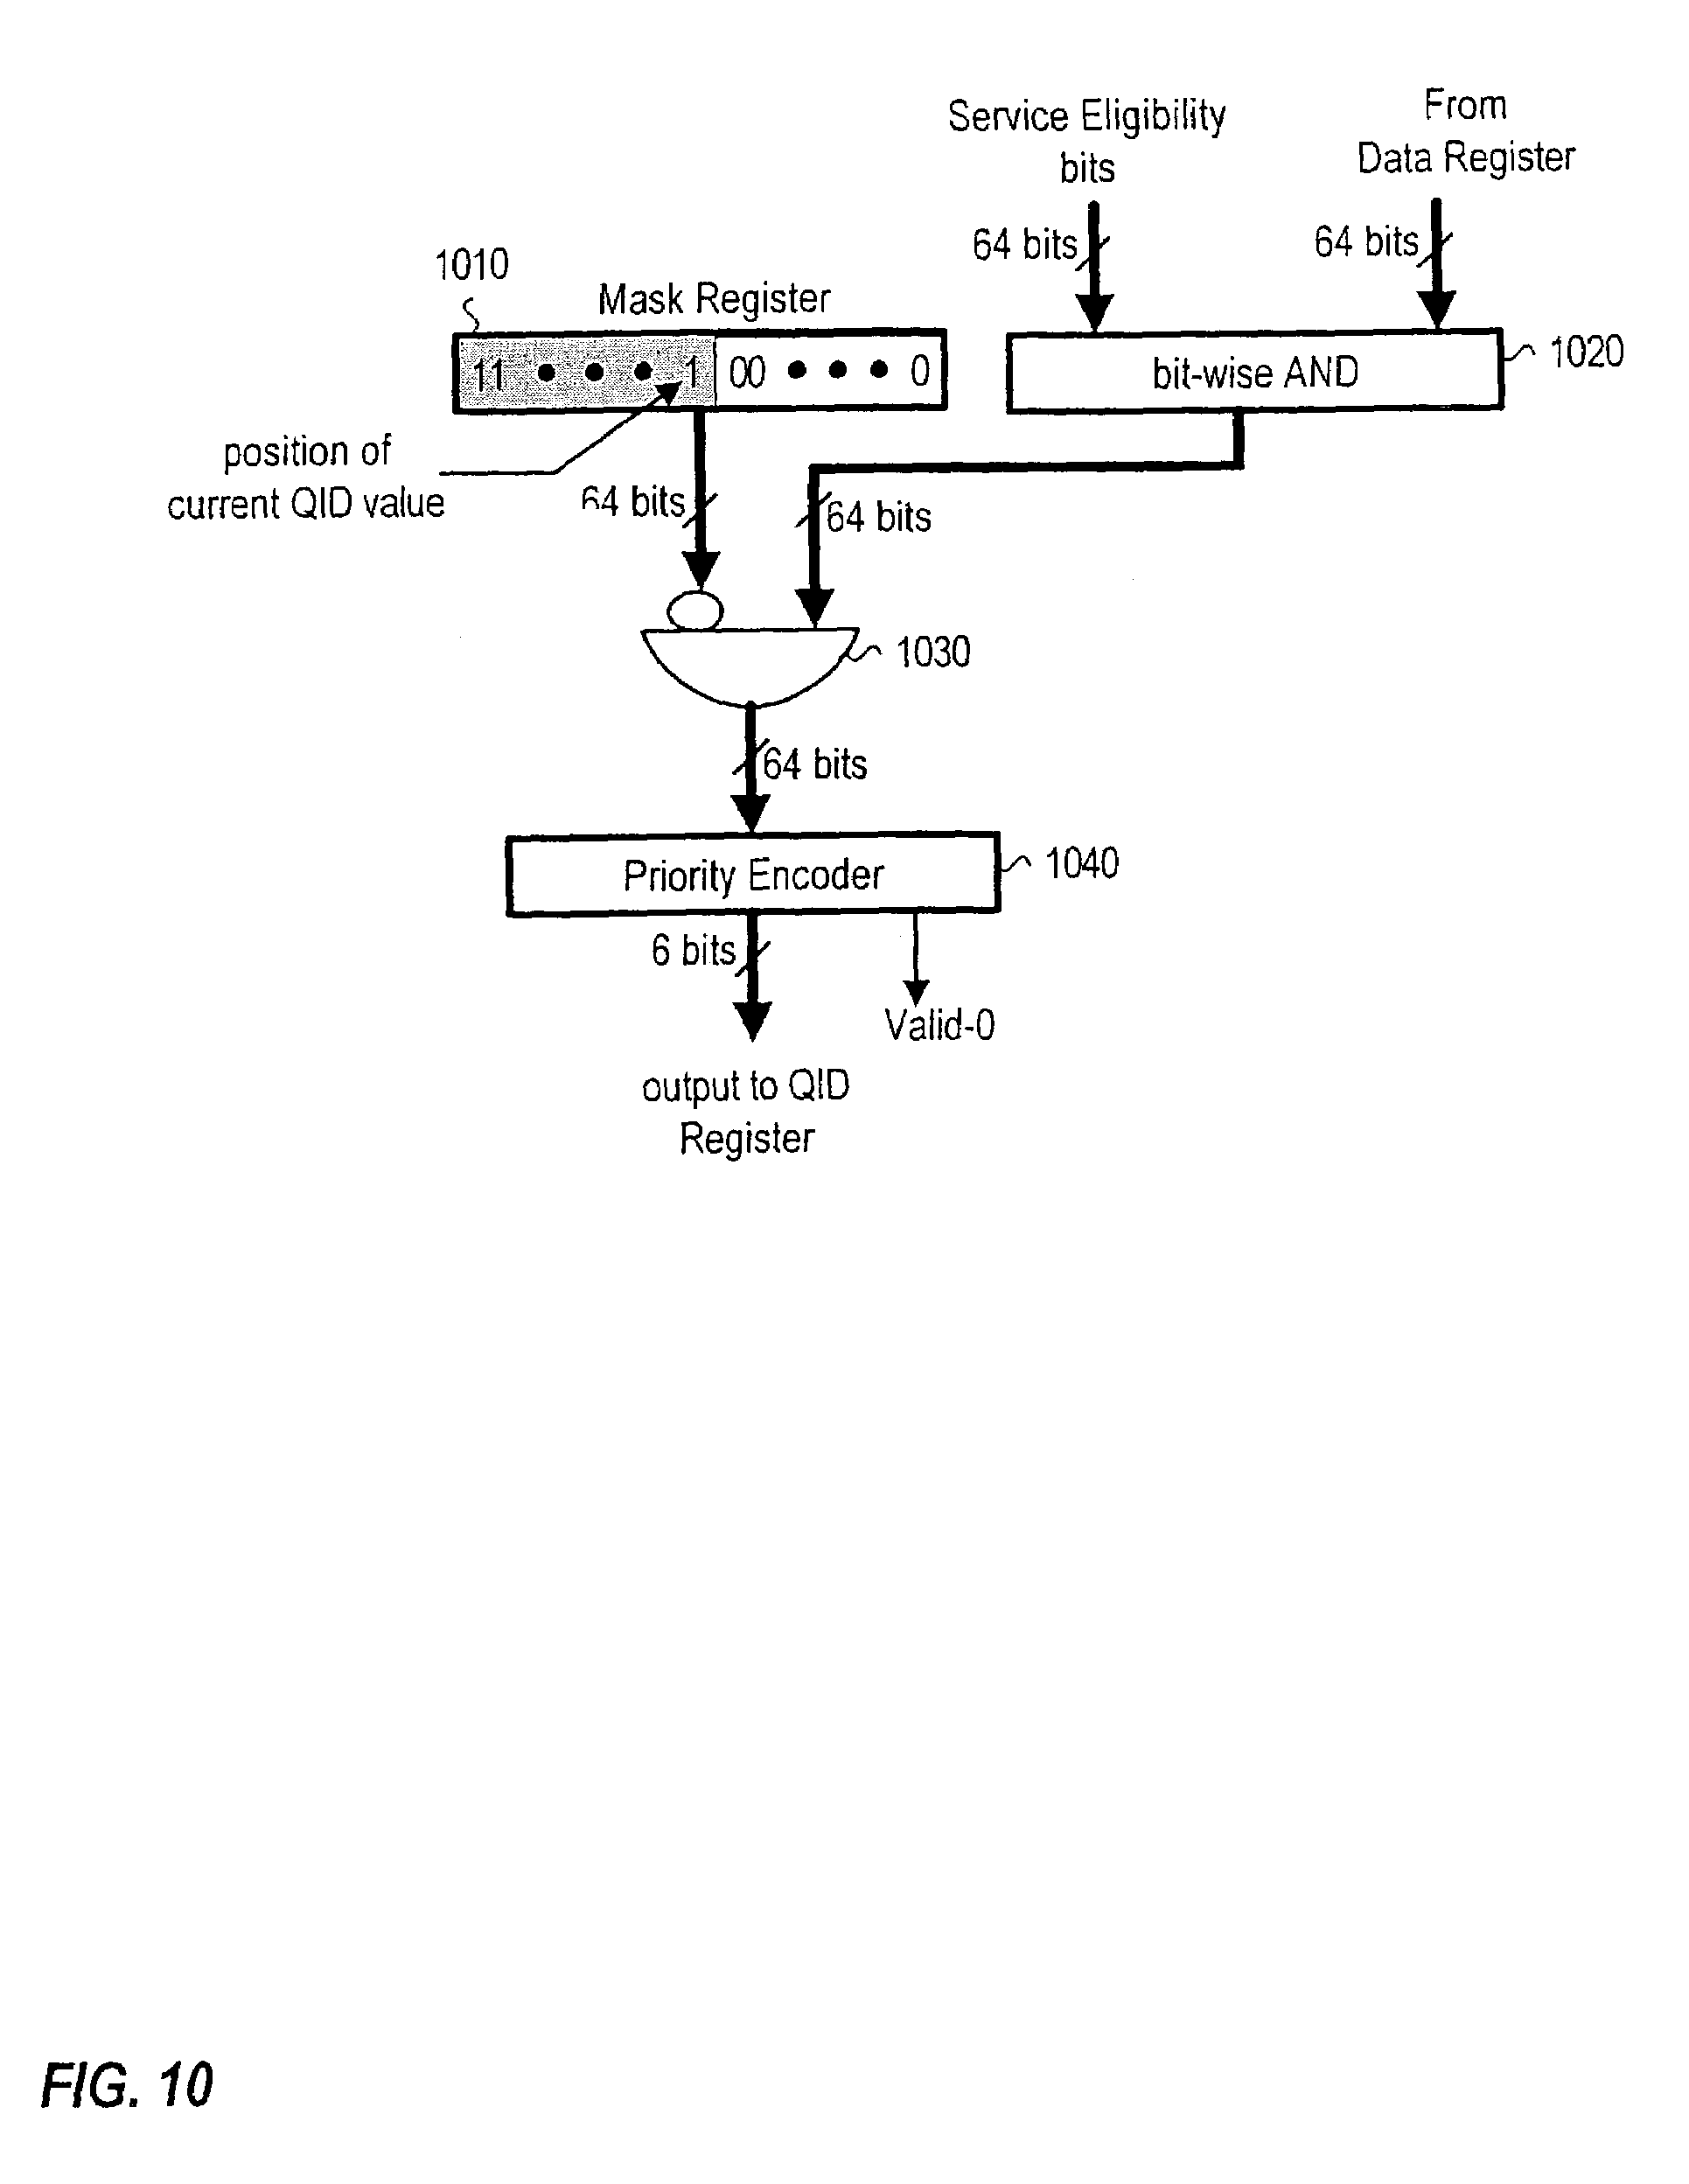 Service Eligibility
bits
From
Data Register
64 bits
64 bits
1010
Mask Register
11 • • • 1 00 • • • 0
bit-wise AND
1020
position of
current QID value
64 bits
64 bits
1030
64 bits
Priority Encoder
1040
6 bits
Valid-0
output to QID
Register
FIG. 10